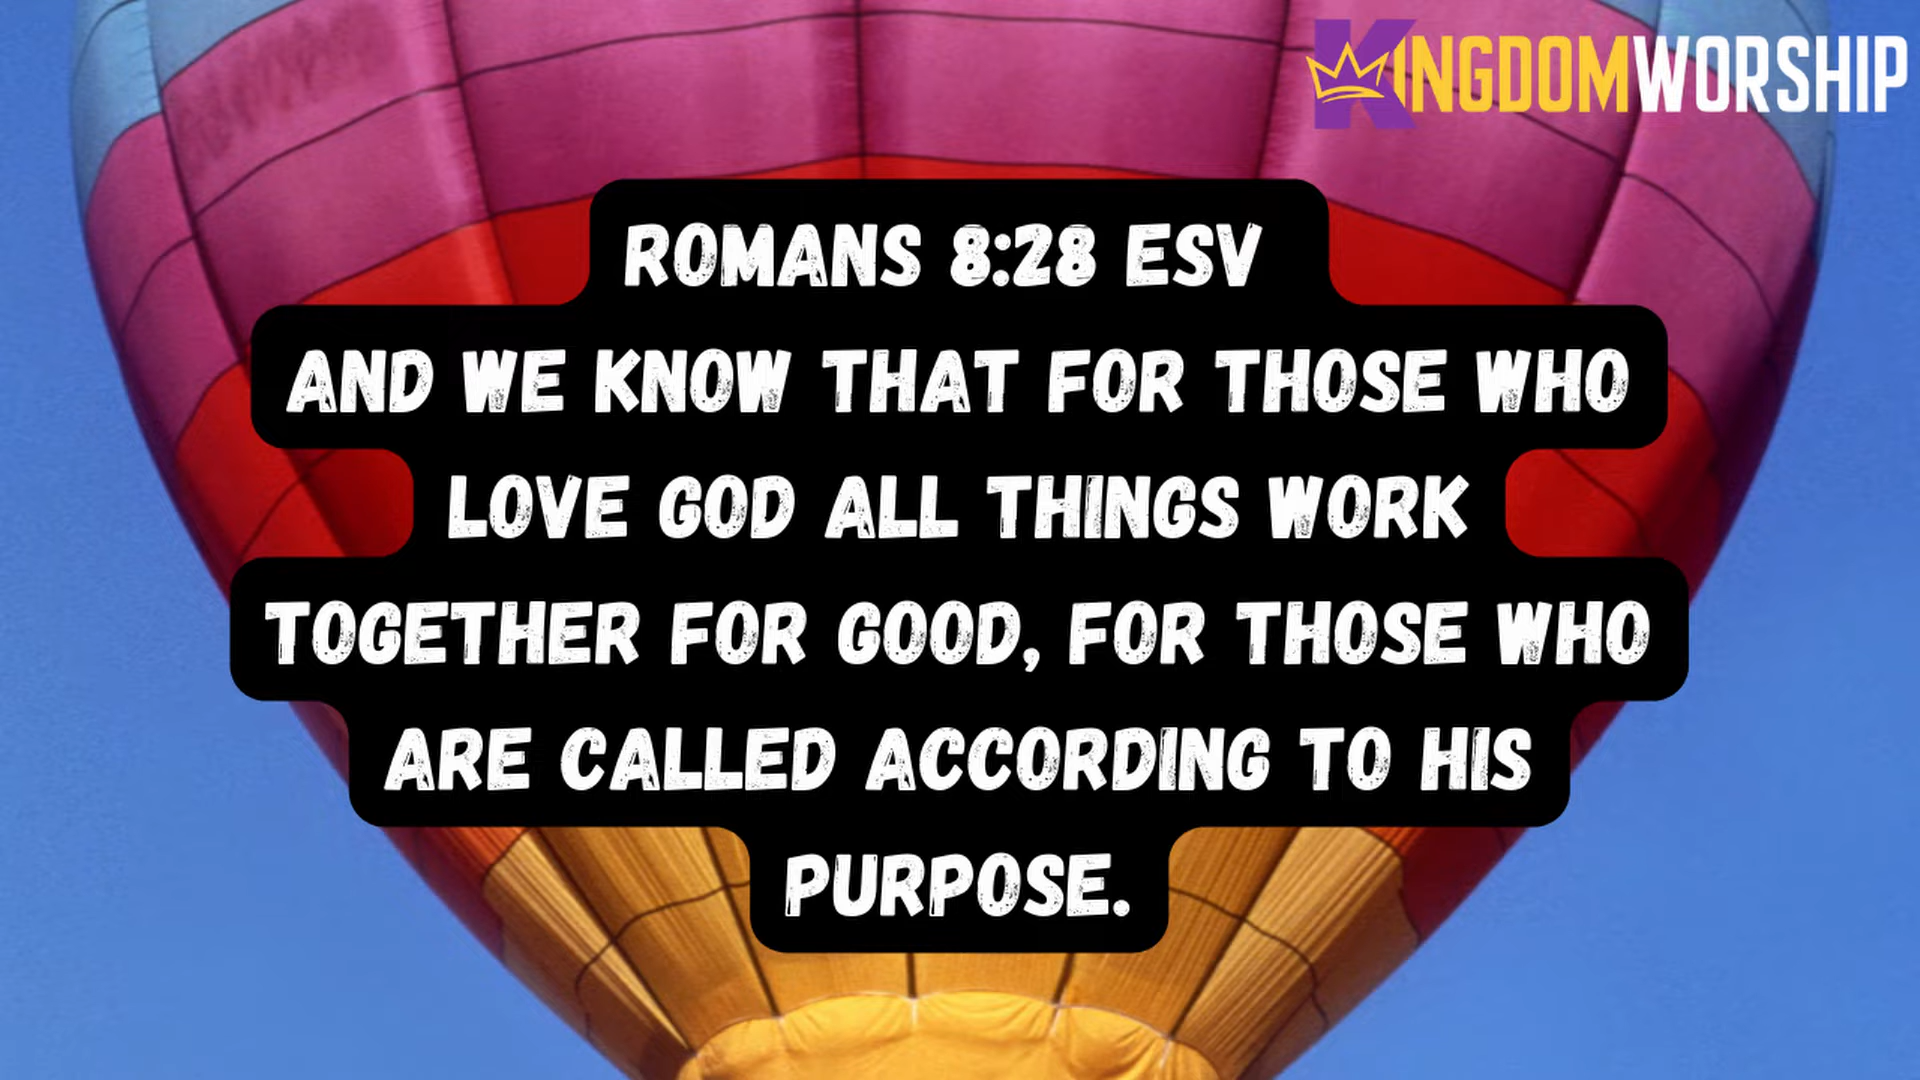 KINGDOMWORSHIP
ROMANS 8:28 ESV
AND WE KNOW THAT FOR THOSE WHO
LOVE GOD ALL THINGS WORK
TOGETHER FOR GOOD, FOR THOSE WHO
ARE CALLED ACCORDING TO HIS
PURPOSE.